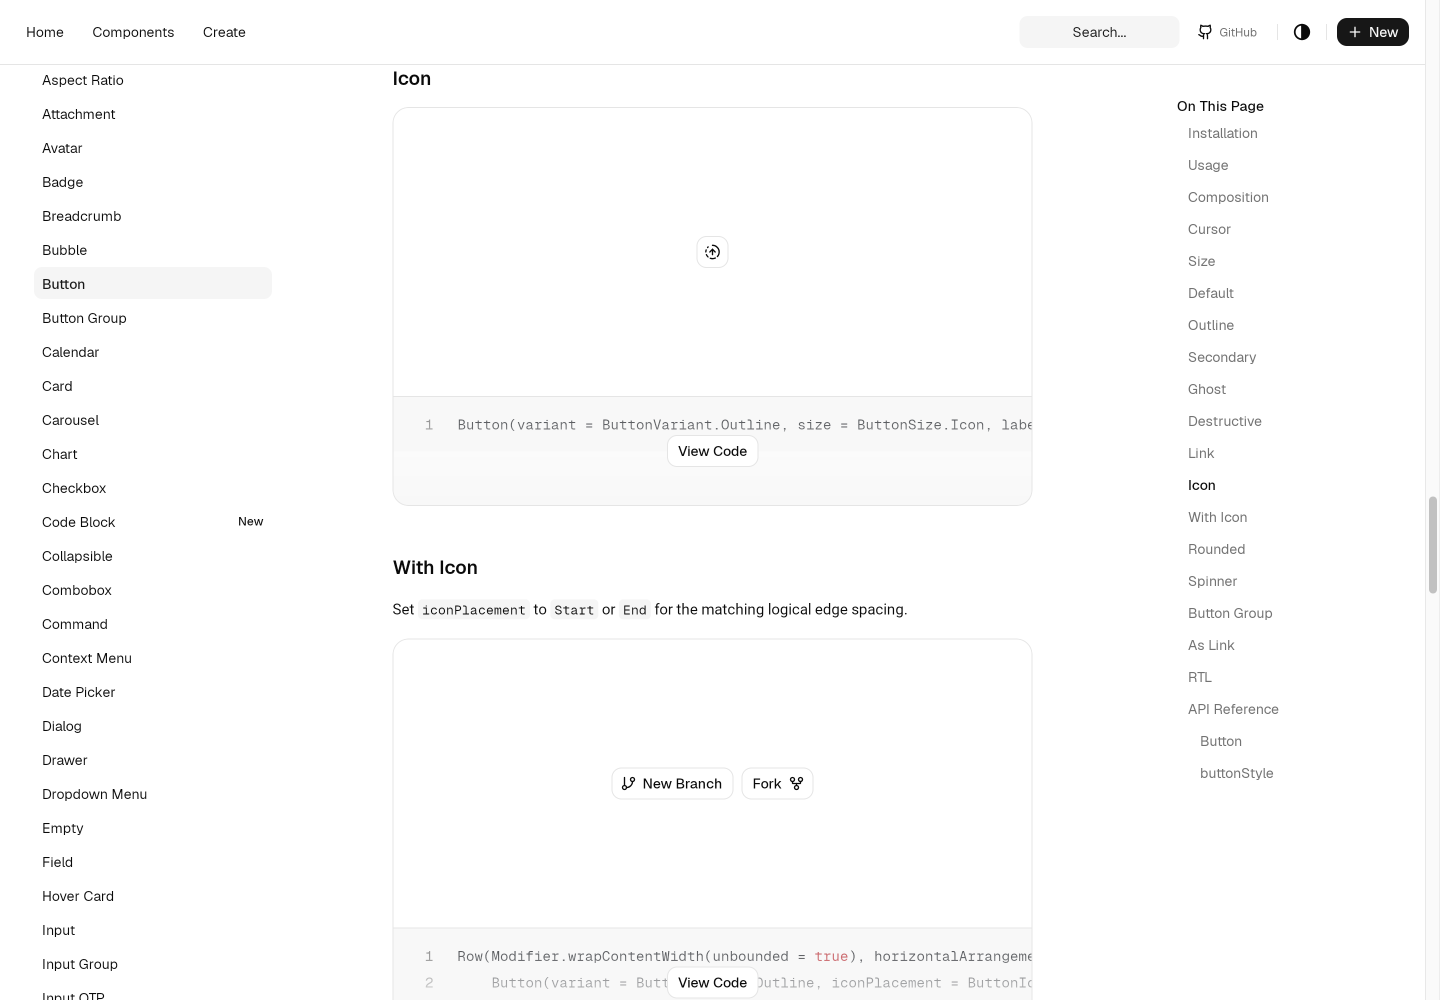 Home
Components
Create
Search...
GitHub
New
Aspect Ratio
Attachment
Avatar
Badge
Breadcrumb
Bubble
Button
Button Group
Calendar
Card
Carousel
Chart
Checkbox
Code Block
New
Collapsible
Combobox
Command
Context Menu
Date Picker
Dialog
Drawer
Dropdown Menu
Empty
Field
Hover Card
Input
Input Group
Input OTP
Icon
1 Button(variant = ButtonVariant.Outline, size = ButtonSize.Icon, labe
View Code
With Icon
Set iconPlacement to Start or End for the matching logical edge spacing.
New Branch
Fork
1 Row(Modifier.wrapContentWidth(unbounded = true), horizontalArrangeme
2 Button(variant = Butt
View Code
Outline, iconPlacement = ButtonIc
On This Page
Installation
Usage
Composition
Cursor
Size
Default
Outline
Secondary
Ghost
Destructive
Link
Icon
With Icon
Rounded
Spinner
Button Group
As Link
RTL
API Reference
Button
buttonStyle